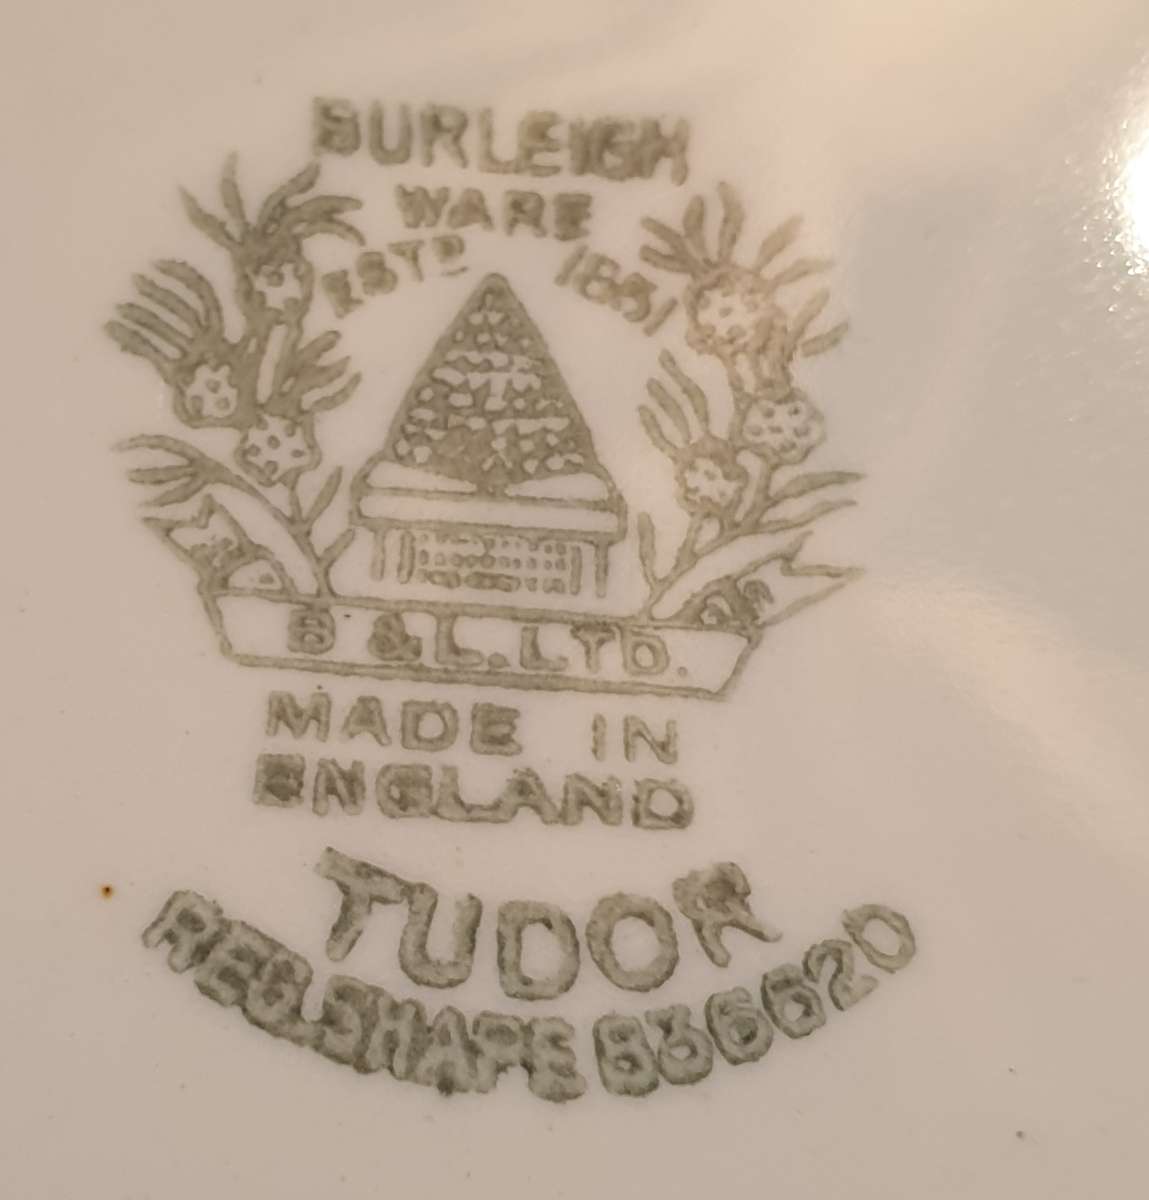 BURLEIGH
WARE
ESTD 1851
B & L. LTD.
MADE IN
ENGLAND
TUDOR
REG. SHAPE 836620